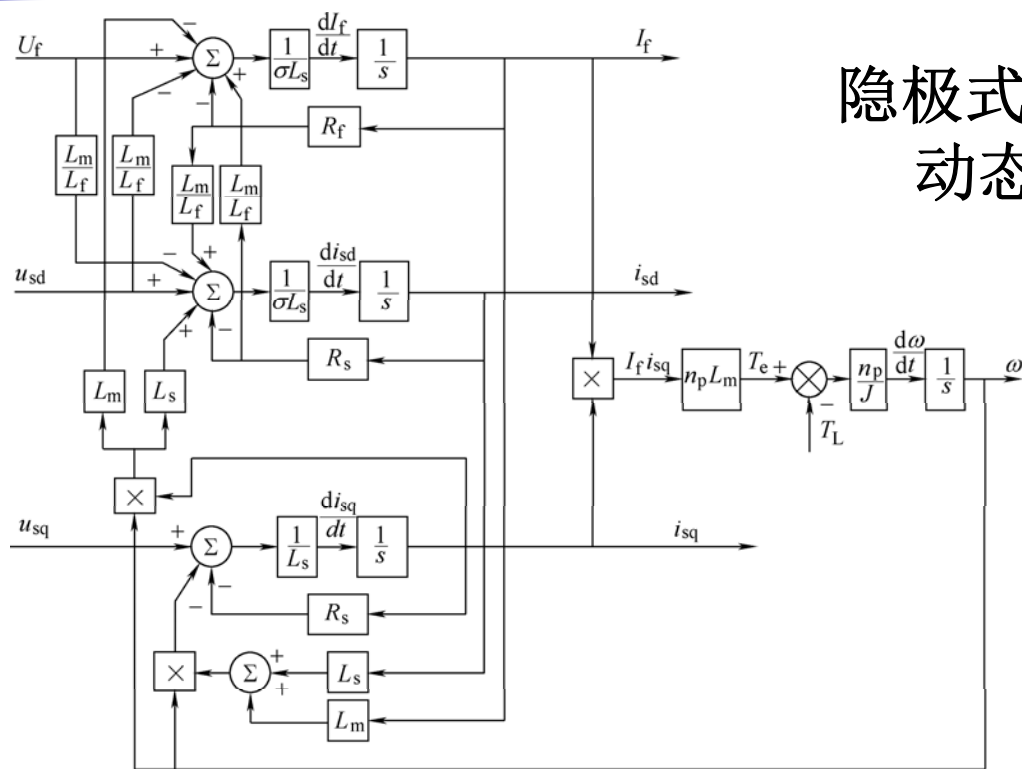 隐极式
动态
U_f
+
−
−
−
+
Σ
1/σL_s
dI_f/dt
1/s
I_f
R_f
L_m/L_f
L_m/L_f
L_m/L_f
L_m/L_f
u_sd
−
+
+
+
−
Σ
1/σL_s
di_sd/dt
1/s
i_sd
R_s
L_m
L_s
×
×
I_f i_sq
n_p L_m
T_e
+
−
T_L
n_p/J
dω/dt
1/s
ω
u_sq
+
−
−
Σ
1/L_s
di_sq/dt
1/s
i_sq
R_s
×
Σ
+
+
L_s
L_m